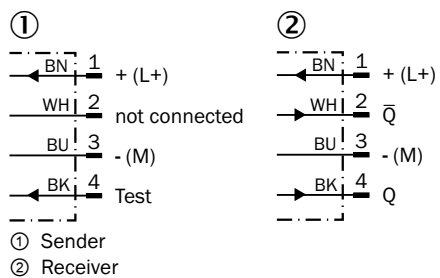 ① ②
BN 1 + (L+)
WH 2 not connected
BU 3 - (M)
BK 4 Test
BN 1 + (L+)
WH 2 Q̅
BU 3 - (M)
BK 4 Q
① Sender
② Receiver